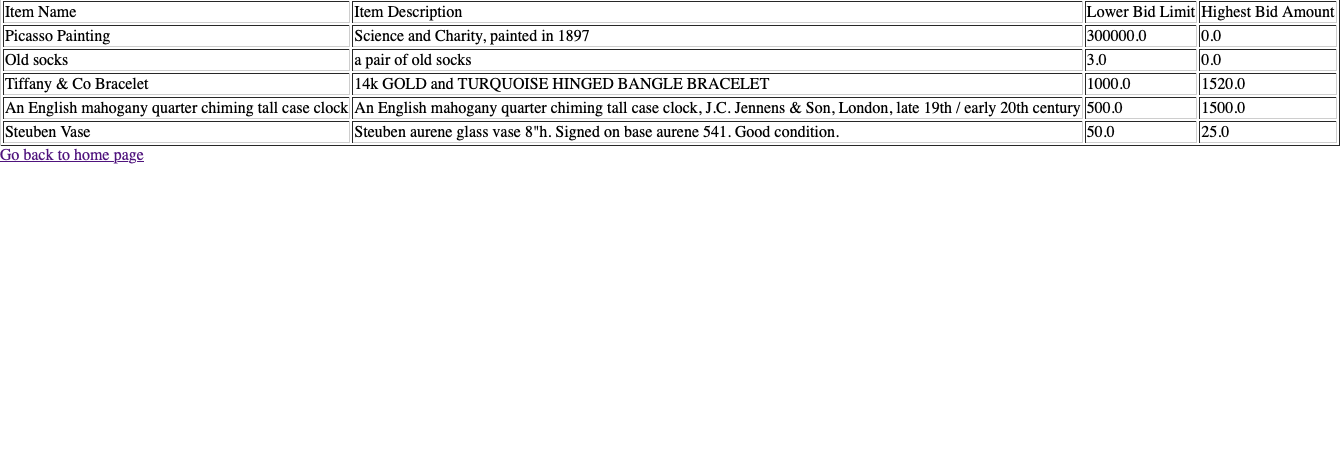 Item Name Item Description Lower Bid Limit Highest Bid Amount
Picasso Painting Science and Charity, painted in 1897 300000.0 0.0
Old socks a pair of old socks 3.0 0.0
Tiffany & Co Bracelet 14k GOLD and TURQUOISE HINGED BANGLE BRACELET 1000.0 1520.0
An English mahogany quarter chiming tall case clock An English mahogany quarter chiming tall case clock, J.C. Jennens & Son, London, late 19th / early 20th century 500.0 1500.0
Steuben Vase Steuben aurene glass vase 8"h. Signed on base aurene 541. Good condition. 50.0 25.0
Go back to home page